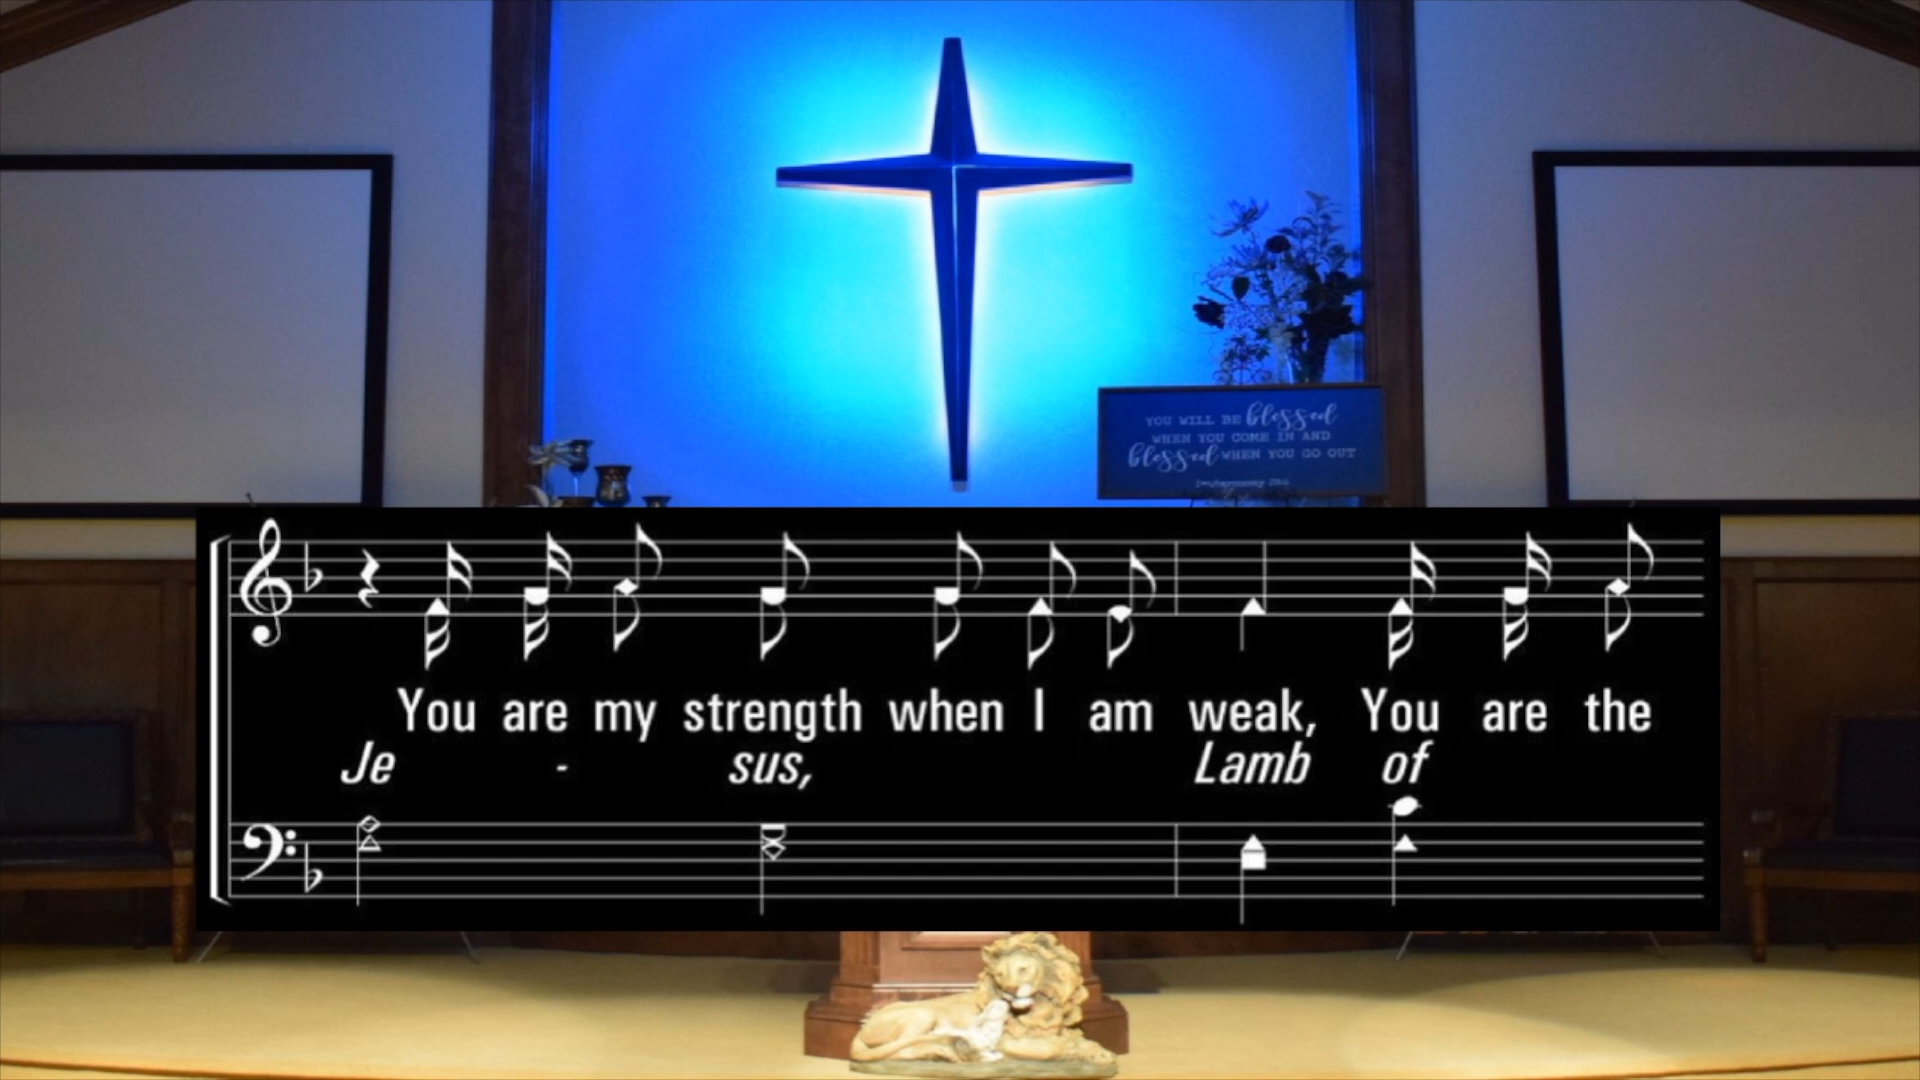 YOU WILL BE blessed
WHEN YOU COME IN AND
blessed WHEN YOU GO OUT
You are my strength when I am weak, You are the
Je - sus, Lamb of